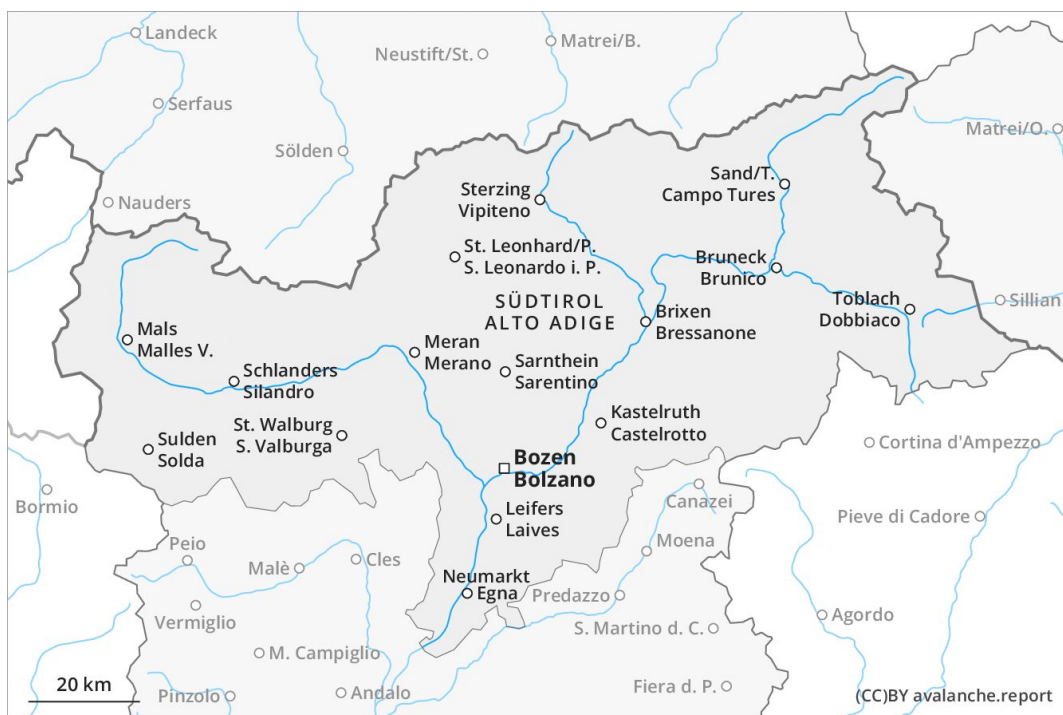 Landeck
Neustift/St.
Matrei/B.
Serfaus
Matrei/O.
Sölden
Sand/T.
Campo Tures
Nauders
Sterzing
Vipiteno
St. Leonhard/P.
S. Leonardo i. P.
Bruneck
Brunico
SÜDTIROL
ALTO ADIGE
Toblach
Dobbiaco
Sillian
Brixen
Bressanone
Mals
Malles V.
Meran
Merano
Sarnthein
Sarentino
Schlanders
Silandro
Kastelruth
Castelrotto
St. Walburg
S. Valburga
Sulden
Solda
Cortina d'Ampezzo
Bozen
Bolzano
Bormio
Canazei
Leifers
Laives
Pieve di Cadore
Moena
Peio
Malè
Cles
Neumarkt
Egna
Predazzo
Vermiglio
Agordo
S. Martino d. C.
M. Campiglio
20 km
Pinzolo
Andalo
Fiera d. P.
(CC)BY avalanche.report